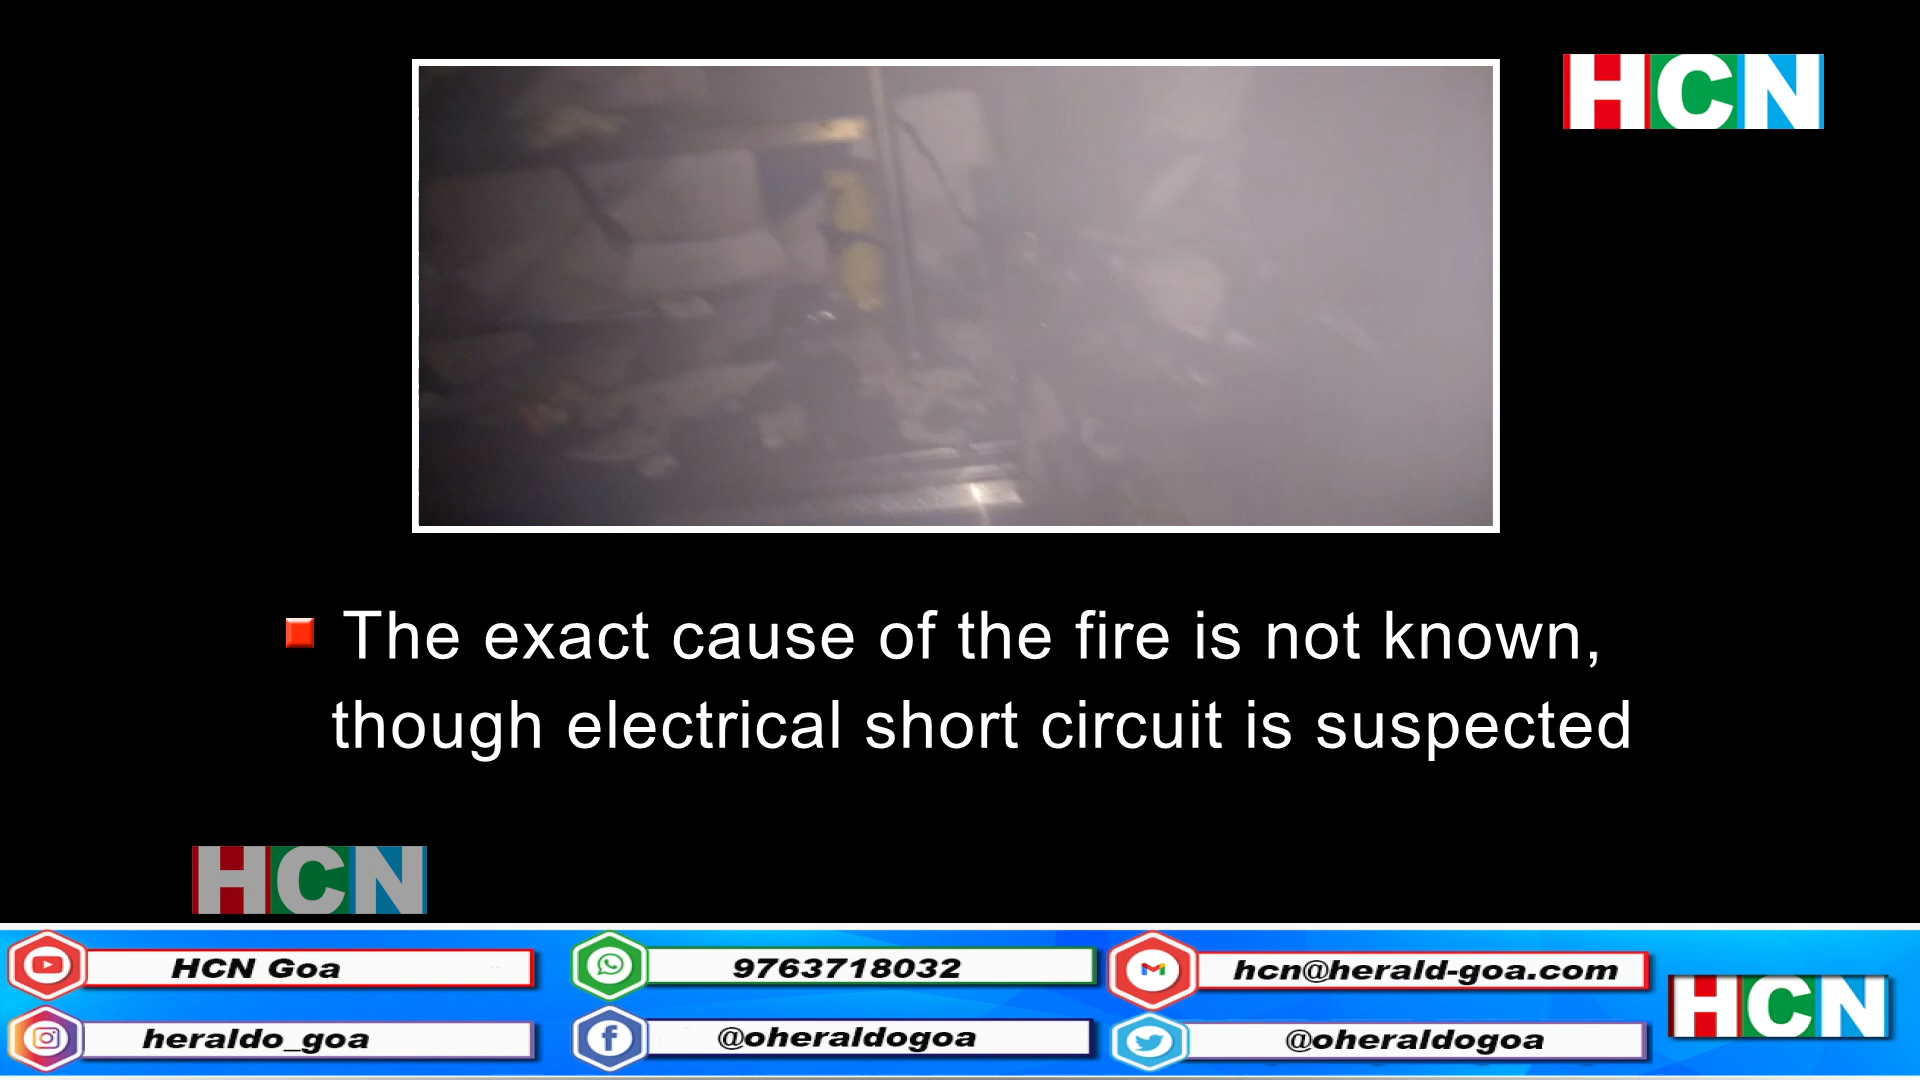 HCN
The exact cause of the fire is not known,
though electrical short circuit is suspected
HCN
HCN Goa
9763718032
hcn@herald-goa.com
heraldo_goa
@oheraldogoa
@oheraldogoa
HCN